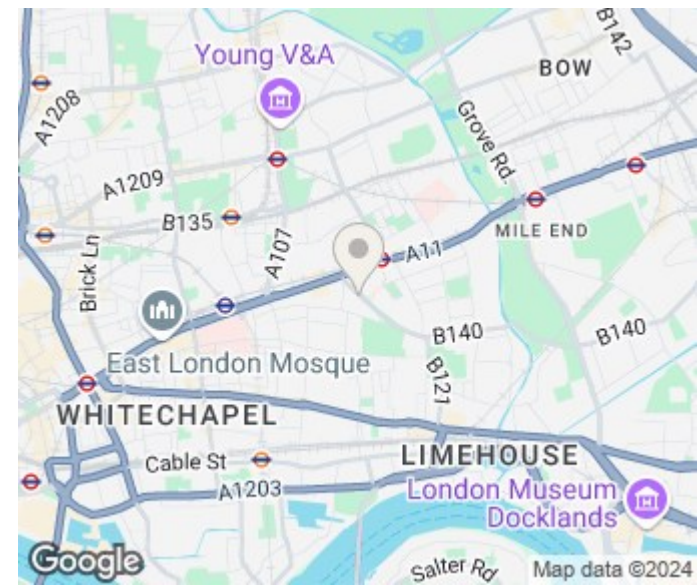 B142
Young V&A
BOW
A1208
Grove Rd.
A1209
B135
A107
A11
MILE END
Brick Ln
B140
B140
East London Mosque
B121
WHITECHAPEL
Cable St
LIMEHOUSE
A1203
London Museum
Docklands
Google
Salter Rd
Map data ©2024